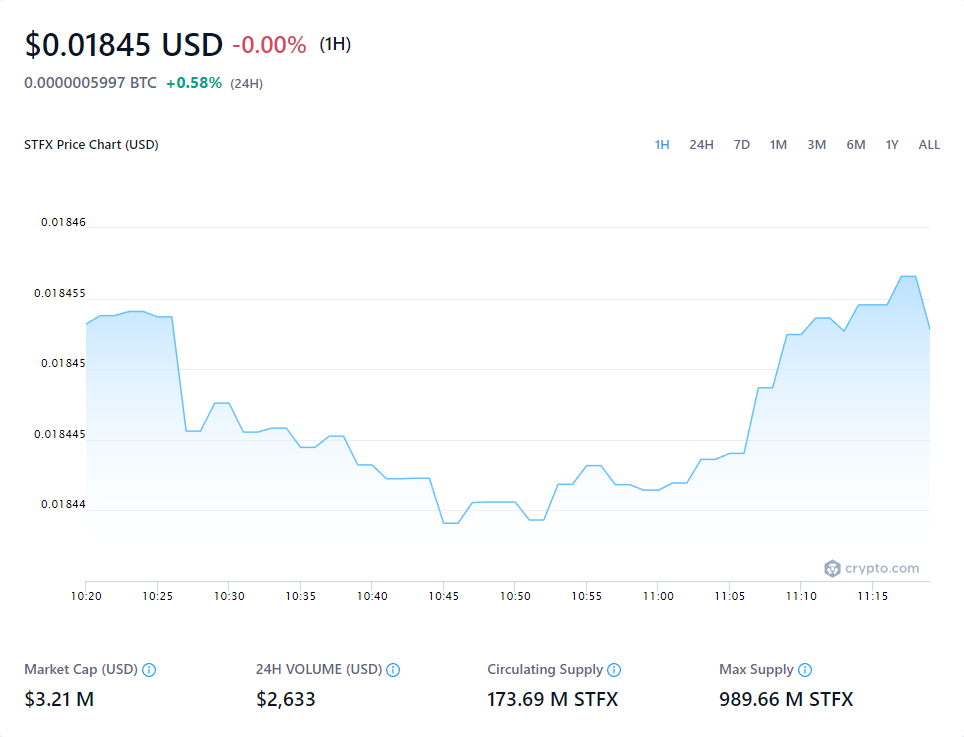 $0.01845 USD -0.00% (1H)
0.0000005997 BTC +0.58% (24H)
STFX Price Chart (USD) 1H 24H 7D 1M 3M 6M 1Y ALL
0.01846
0.018455
0.01845
0.018445
0.01844
crypto.com
10:20 10:25 10:30 10:35 10:40 10:45 10:50 10:55 11:00 11:05 11:10 11:15
Market Cap (USD) 24H VOLUME (USD) Circulating Supply Max Supply
$3.21 M $2,633 173.69 M STFX 989.66 M STFX